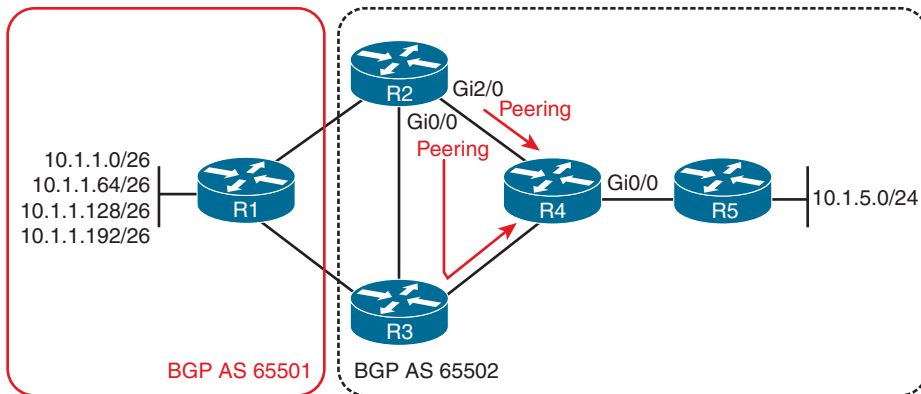 R2
Gi2/0
Peering
Gi0/0
Peering
10.1.1.0/26
10.1.1.64/26
10.1.1.128/26
10.1.1.192/26
R1
R4
Gi0/0
R5
10.1.5.0/24
R3
BGP AS 65501
BGP AS 65502